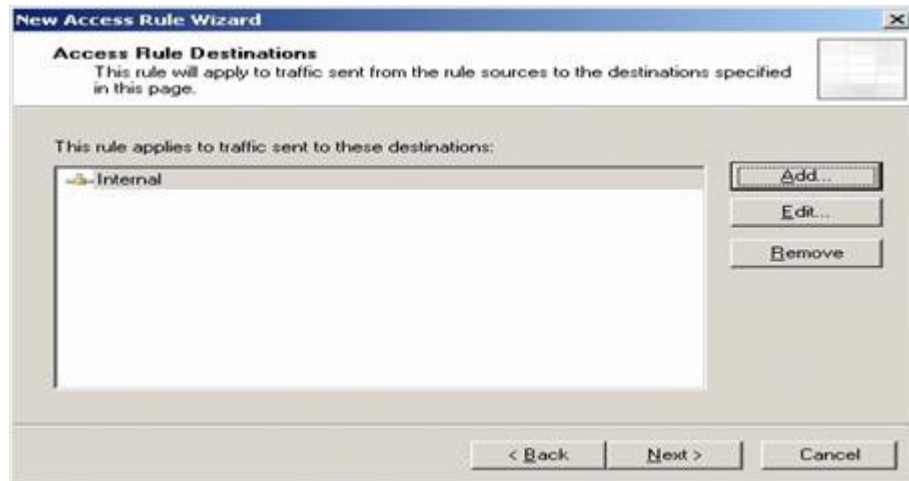 New Access Rule Wizard
Access Rule Destinations
This rule will apply to traffic sent from the rule sources to the destinations specified
in this page.
This rule applies to traffic sent to these destinations:
Internal
Add...
Edit...
Remove
< Back
Next >
Cancel